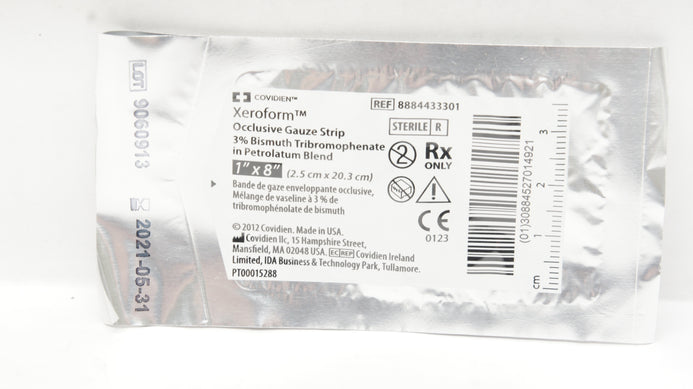 LOT 9060913
2021-05-31
COVIDIEN™
Xeroform™
Occlusive Gauze Strip
3% Bismuth Tribromophenate
in Petrolatum Blend
1" x 8" (2.5 cm x 20.3 cm)
Bande de gaze enveloppante occlusive,
Mélange de vaseline à 3 % de
tribromophénolate de bismuth
© 2012 Covidien. Made in USA.
Covidien llc, 15 Hampshire Street,
Mansfield, MA 02048 USA. EC REP Covidien Ireland
Limited, IDA Business & Technology Park, Tullamore.
PT00015288
REF 8884433301
STERILE R
2
Rx
ONLY
CE
0123
(01)30884527014921
cm 1 2 3